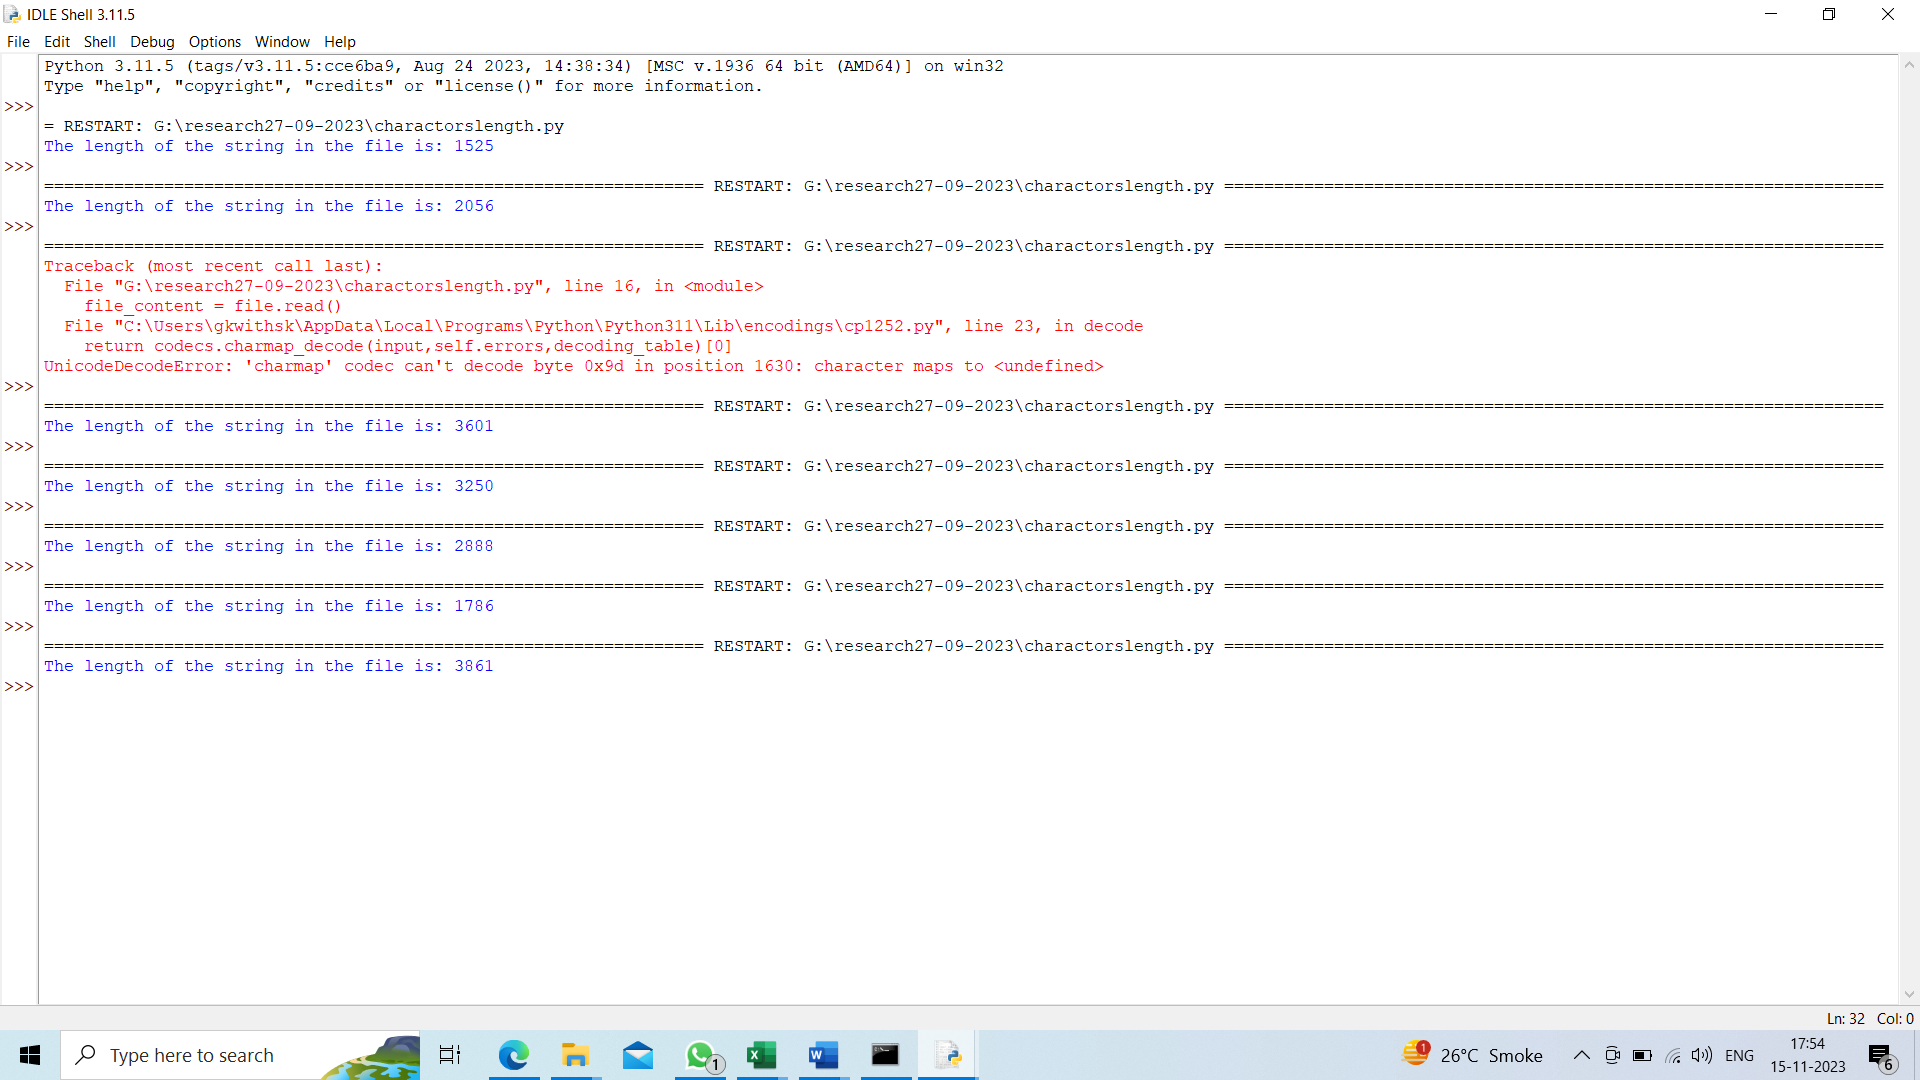 IDLE Shell 3.11.5
File Edit Shell Debug Options Window Help
Python 3.11.5 (tags/v3.11.5:cce6ba9, Aug 24 2023, 14:38:34) [MSC v.1936 64 bit (AMD64)] on win32
Type "help", "copyright", "credits" or "license()" for more information.
>>>
= RESTART: G:\research27-09-2023\charactorslength.py
The length of the string in the file is: 1525
>>>
================================================================== RESTART: G:\research27-09-2023\charactorslength.py ==================================================================
The length of the string in the file is: 2056
>>>
================================================================== RESTART: G:\research27-09-2023\charactorslength.py ==================================================================
Traceback (most recent call last):
  File "G:\research27-09-2023\charactorslength.py", line 16, in <module>
    file_content = file.read()
  File "C:\Users\gkwithsk\AppData\Local\Programs\Python\Python311\Lib\encodings\cp1252.py", line 23, in decode
    return codecs.charmap_decode(input,self.errors,decoding_table)[0]
UnicodeDecodeError: 'charmap' codec can't decode byte 0x9d in position 1630: character maps to <undefined>
>>>
================================================================== RESTART: G:\research27-09-2023\charactorslength.py ==================================================================
The length of the string in the file is: 3601
>>>
================================================================== RESTART: G:\research27-09-2023\charactorslength.py ==================================================================
The length of the string in the file is: 3250
>>>
================================================================== RESTART: G:\research27-09-2023\charactorslength.py ==================================================================
The length of the string in the file is: 2888
>>>
================================================================== RESTART: G:\research27-09-2023\charactorslength.py ==================================================================
The length of the string in the file is: 1786
>>>
================================================================== RESTART: G:\research27-09-2023\charactorslength.py ==================================================================
The length of the string in the file is: 3861
>>>
Ln: 32 Col: 0
Type here to search
1
1
26°C Smoke
ENG
17:54
15-11-2023
6